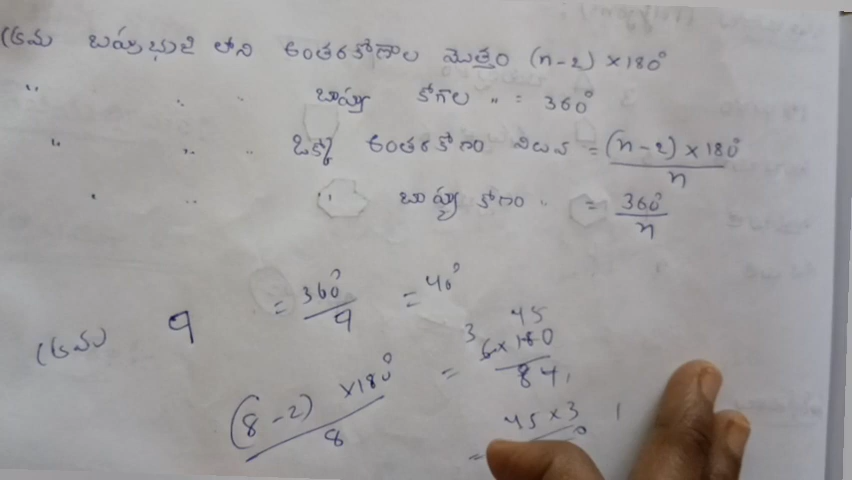 క్రమ బహుభుజి లోని అంతరకోణాల మొత్తం (n-2) ×180°
" " " బాహ్య కోణాల " = 360°
" " " ఒక్కో అంతరకోణం విలువ = (n-2) ×180° / n
" " బాహ్య కోణం " = 360° / n
క్రమ 9 = 360° / 9 = 40°
(8-2) ×180° / 8 = 6×180 / 8
3 45
4
= 45×3